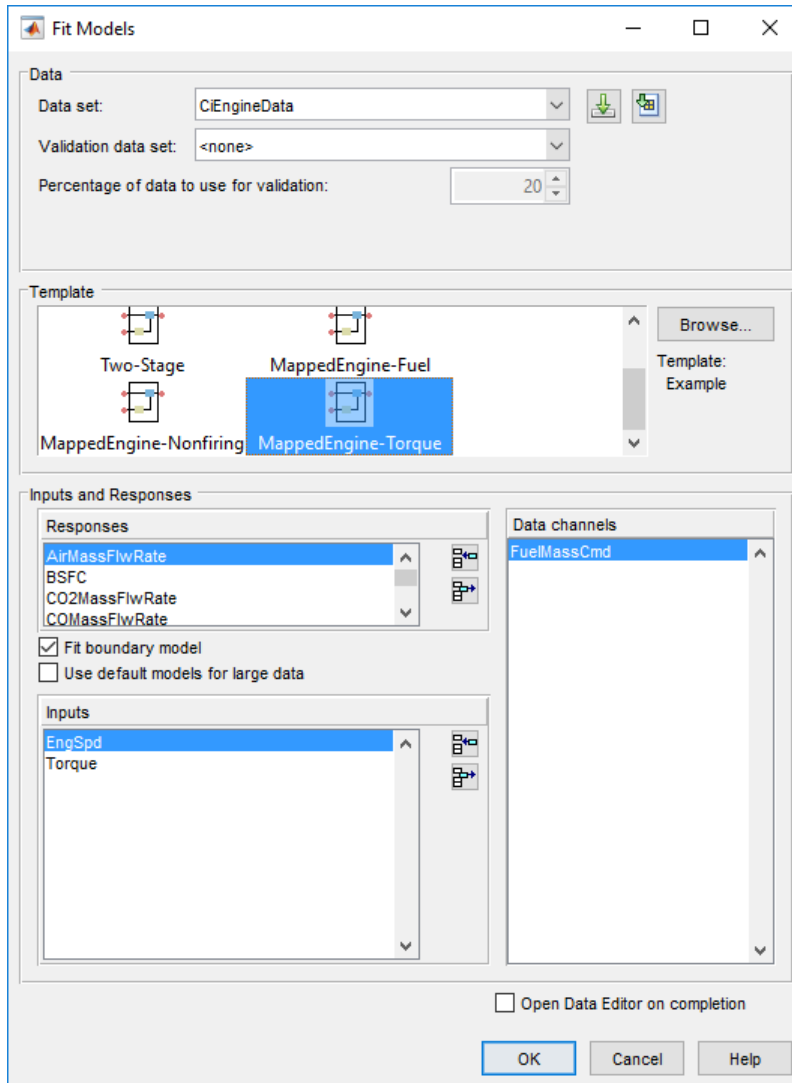 Fit Models
Data
Data set:
CiEngineData
Validation data set:
<none>
Percentage of data to use for validation:
20
Template
Two-Stage
MappedEngine-Fuel
MappedEngine-Nonfiring
MappedEngine-Torque
Browse...
Template:
Example
Inputs and Responses
Responses
AirMassFlwRate
BSFC
CO2MassFlwRate
COMassFlwRate
Fit boundary model
Use default models for large data
Inputs
EngSpd
Torque
Data channels
FuelMassCmd
Open Data Editor on completion
OK
Cancel
Help